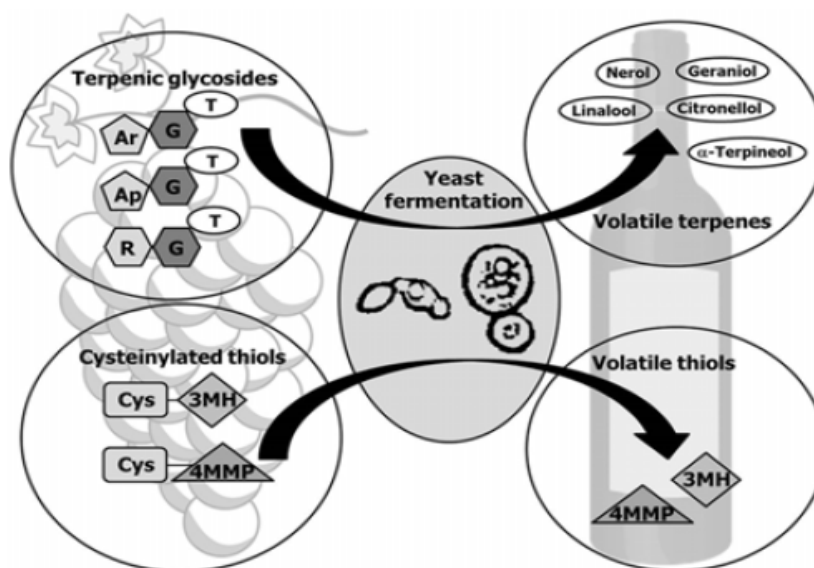 Terpenic glycosides
T
Ar G
T
Ap G
T
R G
Cysteinylated thiols
Cys 3MH
Cys 4MMP
Yeast
fermentation
Nerol Geraniol
Linalool Citronellol
α-Terpineol
Volatile terpenes
Volatile thiols
3MH
4MMP